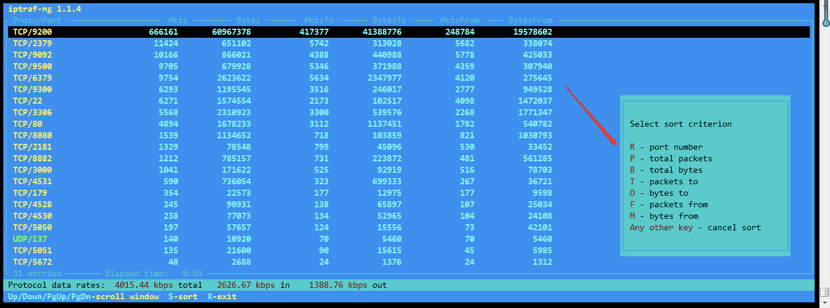 iptraf-ng 1.1.4
Proto/Port Pkts Bytes PktsTo BytesTo PktsFrom BytesFrom
TCP/9200 666161 60967378 417377 41388776 248784 19578602
TCP/2379 11424 651102 5742 313028 5682 338074
TCP/9092 10166 866021 4388 440988 5778 425033
TCP/9500 9705 679928 5346 371988 4359 307940
TCP/6379 9754 2623622 5634 2347977 4120 275645
TCP/9300 6293 1195545 3516 246017 2777 949528
TCP/22 6271 1574554 2173 102517 4098 1472037
TCP/3306 5568 2310923 3300 539576 2268 1771347
TCP/80 4894 1678233 3112 1137451 1782 540782
TCP/8080 1539 1134652 718 103859 821 1030793
TCP/2181 1329 78548 799 45096 530 33452
TCP/8882 1212 785157 731 223872 481 561285
TCP/3000 1041 171622 525 92919 516 78703
TCP/4531 590 736054 323 699333 267 36721
TCP/179 354 22573 177 12975 177 9598
TCP/4528 245 90931 138 65897 107 25034
TCP/4530 238 77073 134 52965 104 24108
TCP/5050 197 57657 124 15556 73 42101
UDP/137 140 10920 70 5460 70 5460
TCP/5051 135 21600 90 15615 45 5985
TCP/5672 48 2688 24 1376 24 1312
31 entries Elapsed time: 0:03
Protocol data rates: 4015.44 kbps total 2626.67 kbps in 1388.76 kbps out
Up/Down/PgUp/PgDn-scroll window S-sort X-exit
Select sort criterion
R - port number
P - total packets
B - total bytes
T - packets to
O - bytes to
F - packets from
M - bytes from
Any other key - cancel sort